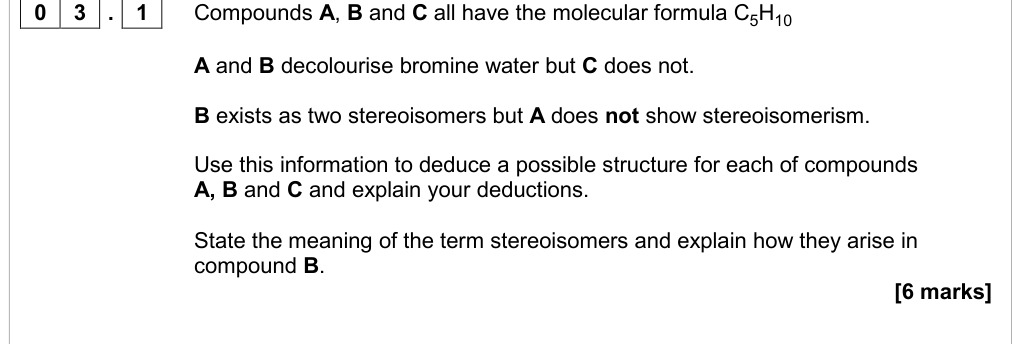 0 3 . 1 Compounds A, B and C all have the molecular formula C₅H₁₀
A and B decolourise bromine water but C does not.
B exists as two stereoisomers but A does not show stereoisomerism.
Use this information to deduce a possible structure for each of compounds
A, B and C and explain your deductions.
State the meaning of the term stereoisomers and explain how they arise in
compound B.
[6 marks]